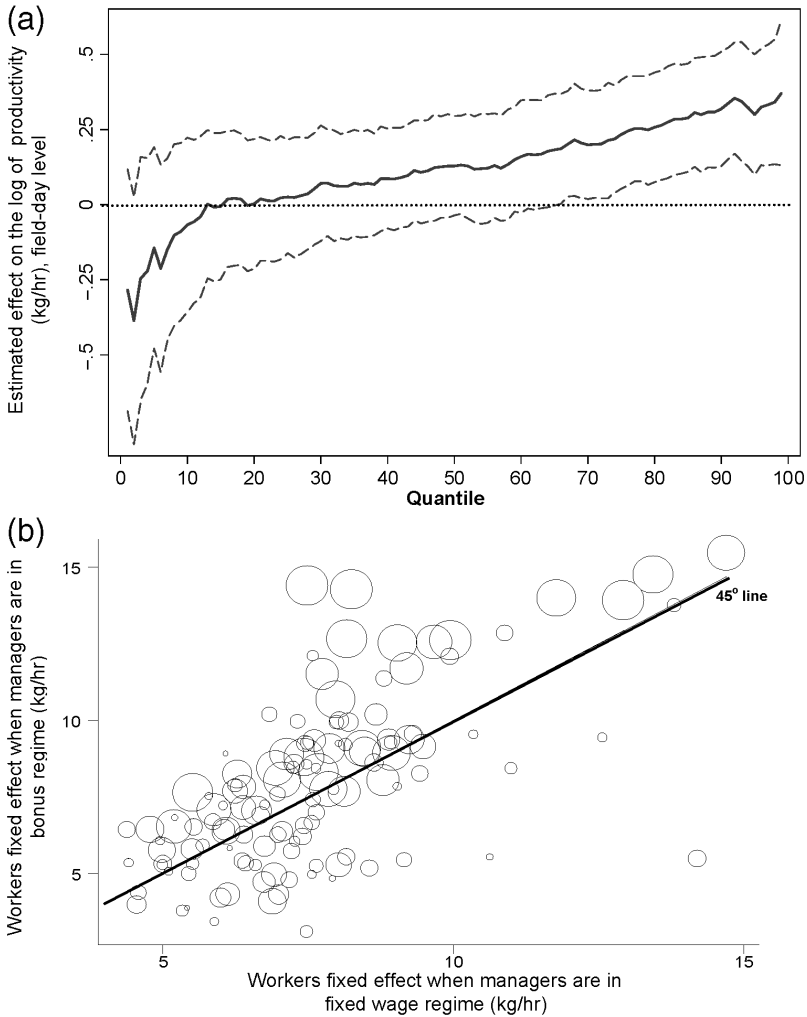 (a)
Estimated effect on the log of productivity
(kg/hr), field-day level
.5
.25
0
-.25
-.5
0 10 20 30 40 50 60 70 80 90 100
Quantile
(b)
Workers fixed effect when managers are in
bonus regime (kg/hr)
15
10
5
45° line
5 10 15
Workers fixed effect when managers are in
fixed wage regime (kg/hr)